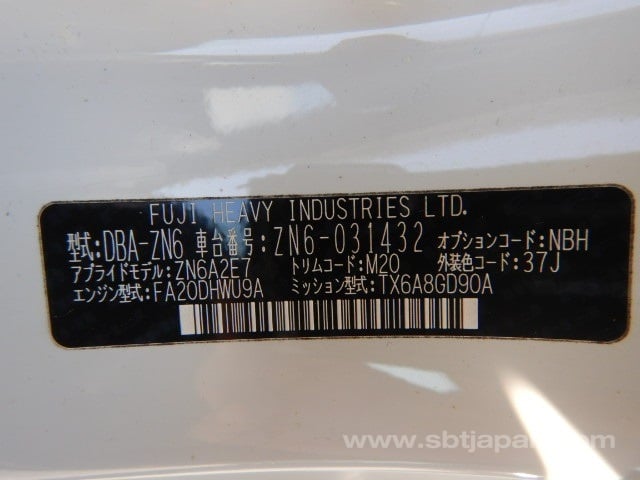 FUJI HEAVY INDUSTRIES LTD.
型式:DBA-ZN6 車台番号:ZN6-031432 オプションコード:NBH
アプライドモデル:ZN6A2E7 トリムコード:M20 外装色コード:37J
エンジン型式:FA20DHWU9A ミッション型式:TX6A8GD90A
www.sbtjapan.com